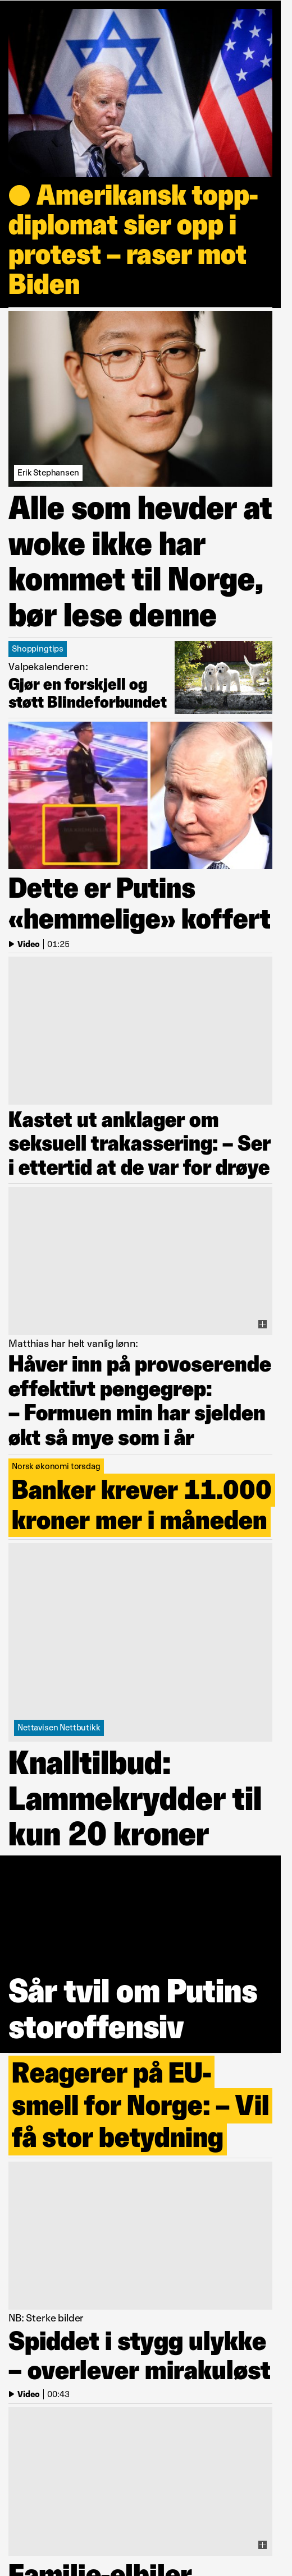 Amerikansk topp-
diplomat sier opp i
protest – raser mot
Biden
Erik Stephansen
Alle som hevder at
woke ikke har
kommet til Norge,
bør lese denne
Shoppingtips
Valpekalenderen:
Gjør en forskjell og
støtt Blindeforbundet
Dette er Putins
«hemmelige» koffert
Video | 01:25
Kastet ut anklager om
seksuell trakassering: – Ser
i ettertid at de var for drøye
Matthias har helt vanlig lønn:
Håver inn på provoserende
effektivt pengegrep:
– Formuen min har sjelden
økt så mye som i år
Norsk økonomi torsdag
Banker krever 11.000
kroner mer i måneden
Nettavisen Nettbutikk
Knalltilbud:
Lammekrydder til
kun 20 kroner
Sår tvil om Putins
storoffensiv
Reagerer på EU-
smell for Norge: – Vil
få stor betydning
NB: Sterke bilder
Spiddet i stygg ulykke
– overlever mirakuløst
Video | 00:43
Familie-elbiler